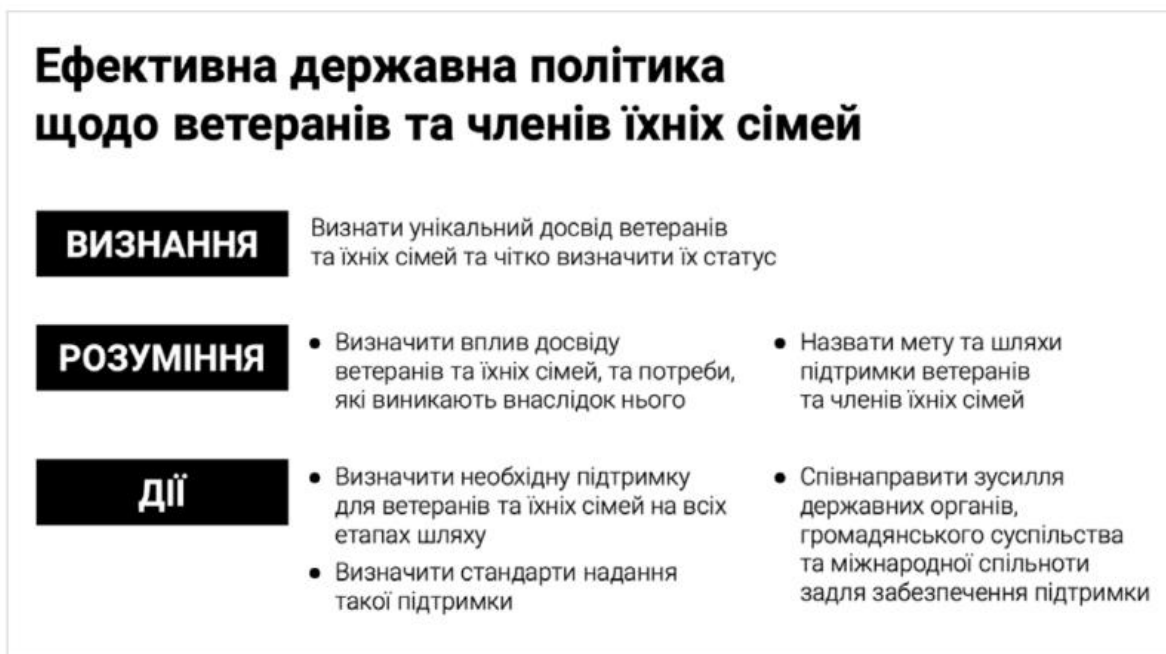 Ефективна державна політика
щодо ветеранів та членів їхніх сімей
ВИЗНАННЯ
Визнати унікальний досвід ветеранів
та їхніх сімей та чітко визначити їх статус
РОЗУМІННЯ
● Визначити вплив досвіду
ветеранів та їхніх сімей, та потреби,
які виникають внаслідок нього
● Назвати мету та шляхи
підтримки ветеранів
та членів їхніх сімей
ДІЇ
● Визначити необхідну підтримку
для ветеранів та їхніх сімей на всіх
етапах шляху
● Визначити стандарти надання
такої підтримки
● Співнаправити зусилля
державних органів,
громадянського суспільства
та міжнародної спільноти
задля забезпечення підтримки